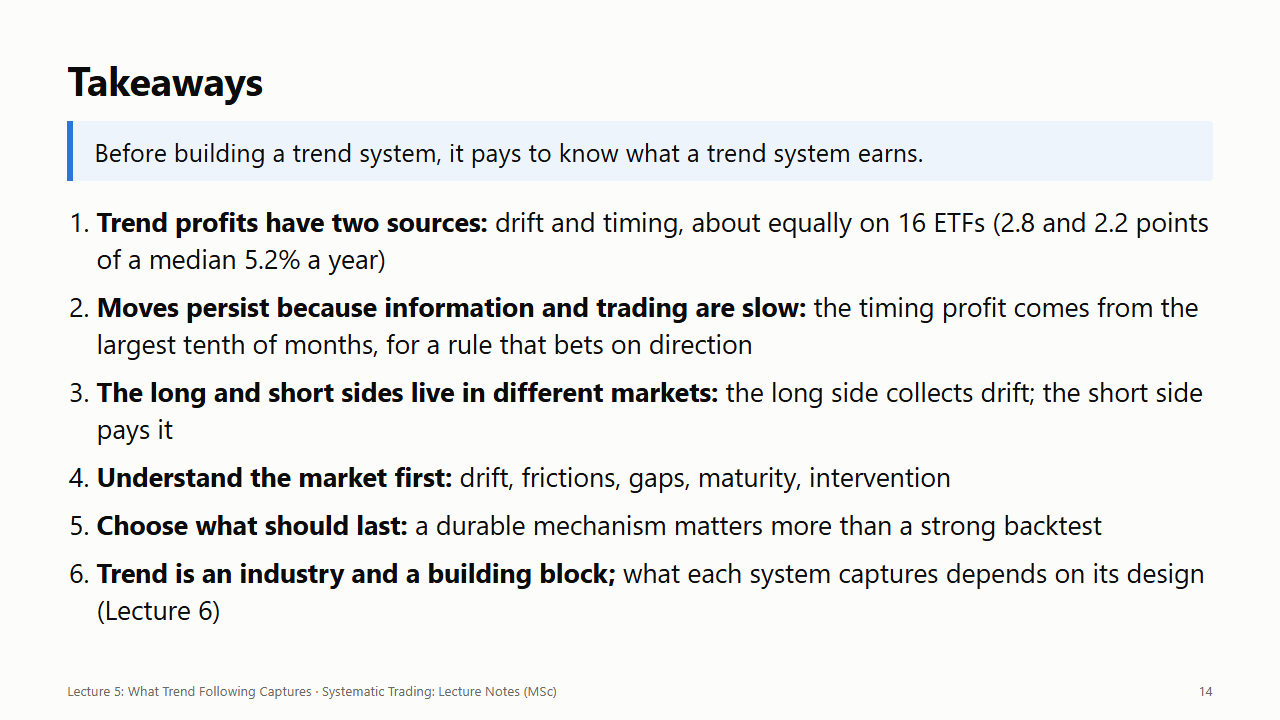 Takeaways
Before building a trend system, it pays to know what a trend system earns.
1. Trend profits have two sources: drift and timing, about equally on 16 ETFs (2.8 and 2.2 points
of a median 5.2% a year)
2. Moves persist because information and trading are slow: the timing profit comes from the
largest tenth of months, for a rule that bets on direction
3. The long and short sides live in different markets: the long side collects drift; the short side
pays it
4. Understand the market first: drift, frictions, gaps, maturity, intervention
5. Choose what should last: a durable mechanism matters more than a strong backtest
6. Trend is an industry and a building block; what each system captures depends on its design
(Lecture 6)
Lecture 5: What Trend Following Captures · Systematic Trading: Lecture Notes (MSc)
14